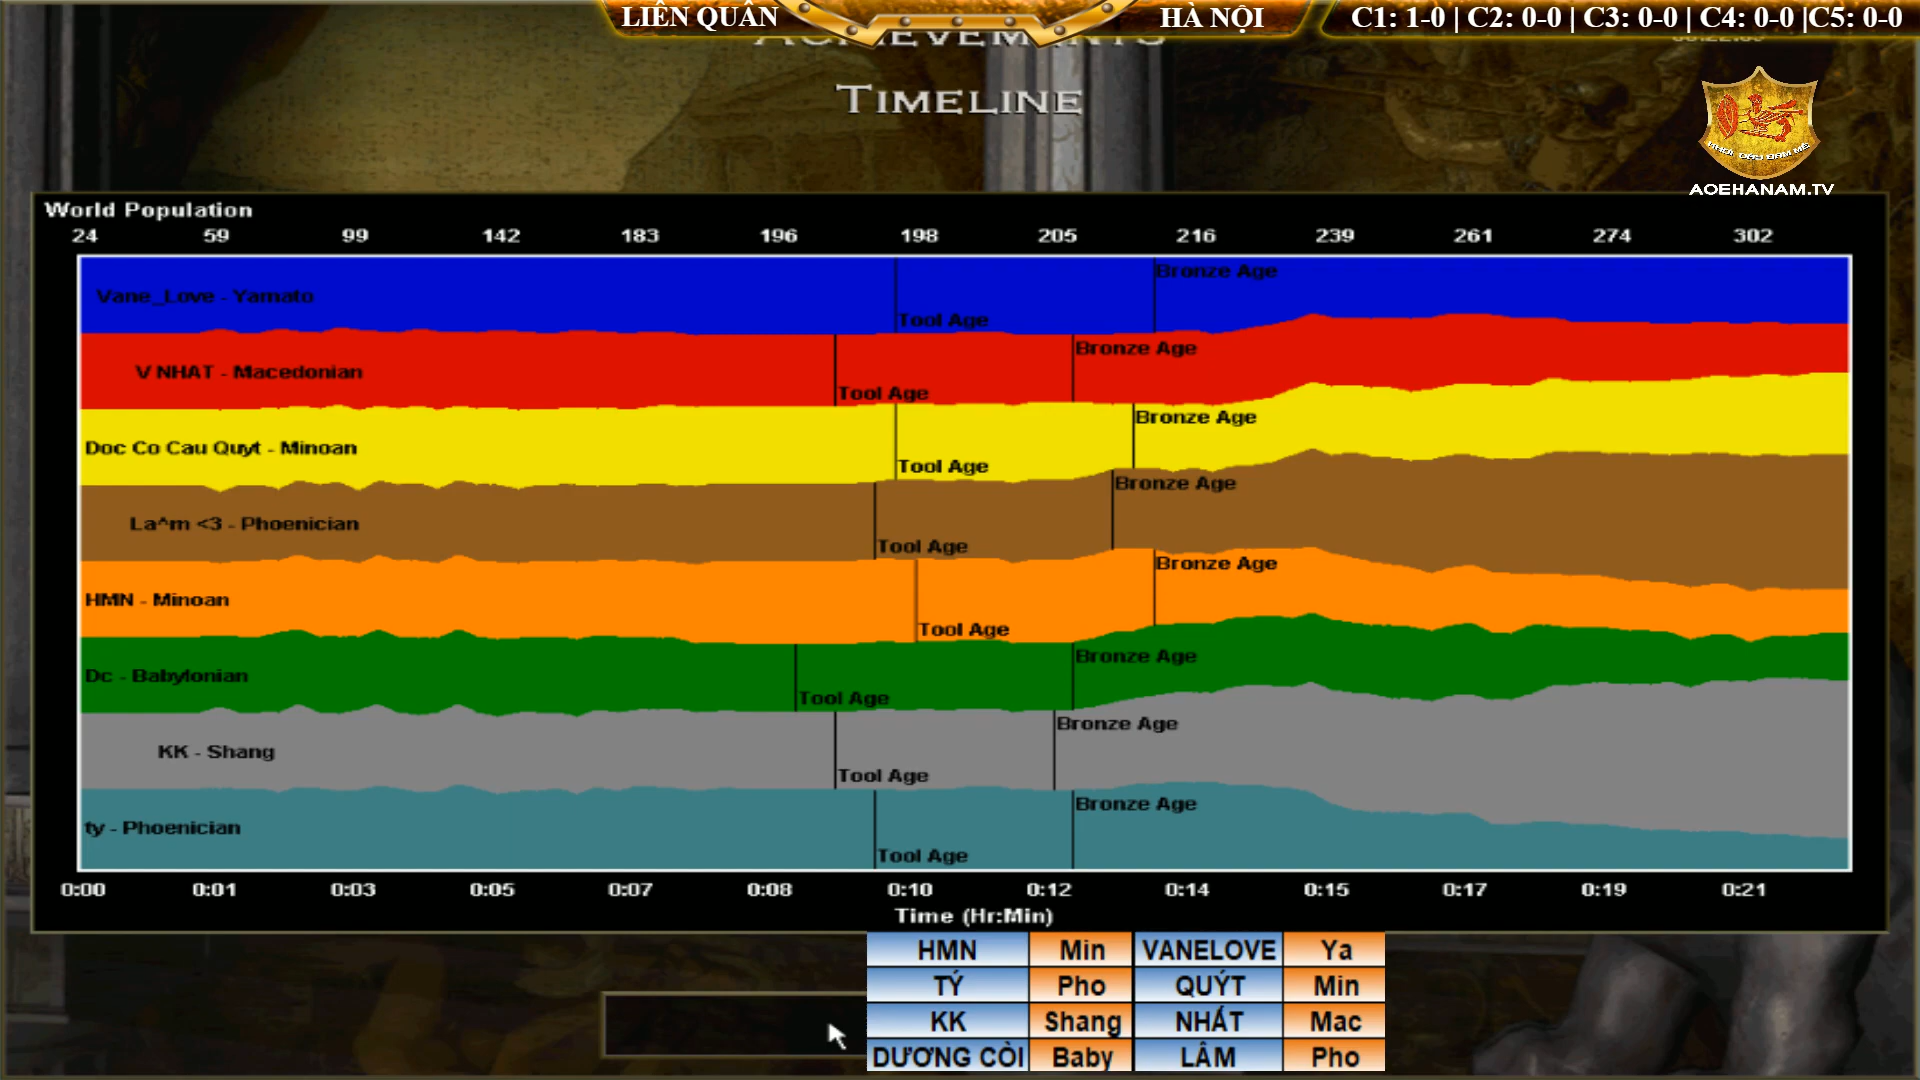 LIÊN QUÂN HÀ NỘI C1: 1-0 | C2: 0-0 | C3: 0-0 | C4: 0-0 |C5: 0-0
ACHIEVEMENTS
TIMELINE
AOEHANAM.TV
World Population
24 59 99 142 183 196 198 205 216 239 261 274 302
Vane_Love - Yamato Tool Age Bronze Age
V NHAT - Macedonian Tool Age Bronze Age
Doc Co Cau Quyt - Minoan Tool Age Bronze Age
La^m <3 - Phoenician Tool Age Bronze Age
HMN - Minoan Tool Age Bronze Age
Dc - Babylonian Tool Age Bronze Age
KK - Shang Tool Age Bronze Age
ty - Phoenician Tool Age Bronze Age
0:00 0:01 0:03 0:05 0:07 0:08 0:10 0:12 0:14 0:15 0:17 0:19 0:21
Time (Hr:Min)
HMN Min VANELOVE Ya
TÝ Pho QUÝT Min
KK Shang NHẤT Mac
DƯƠNG CÒI Baby LÂM Pho